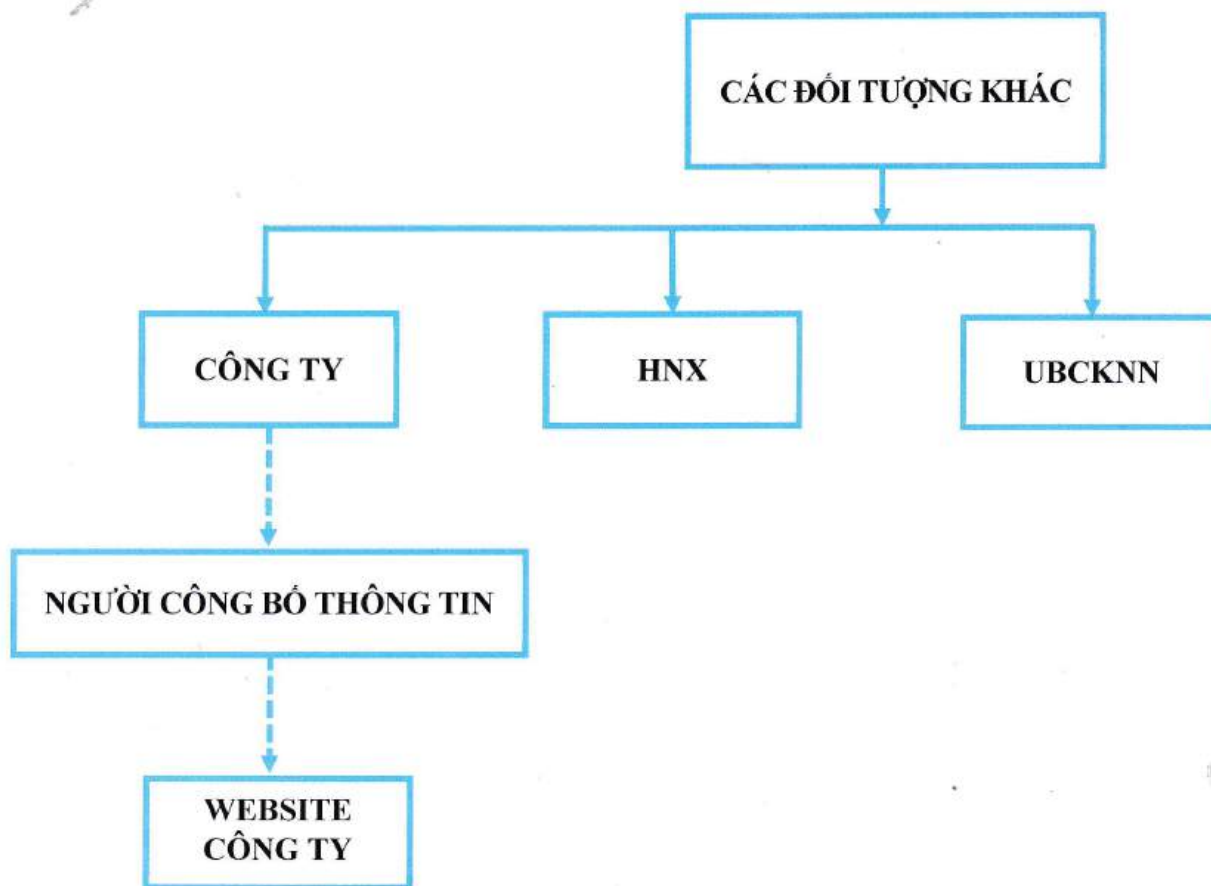 CÁC ĐỐI TƯỢNG KHÁC
CÔNG TY
HNX
UBCKNN
NGƯỜI CÔNG BỐ THÔNG TIN
WEBSITE
CÔNG TY